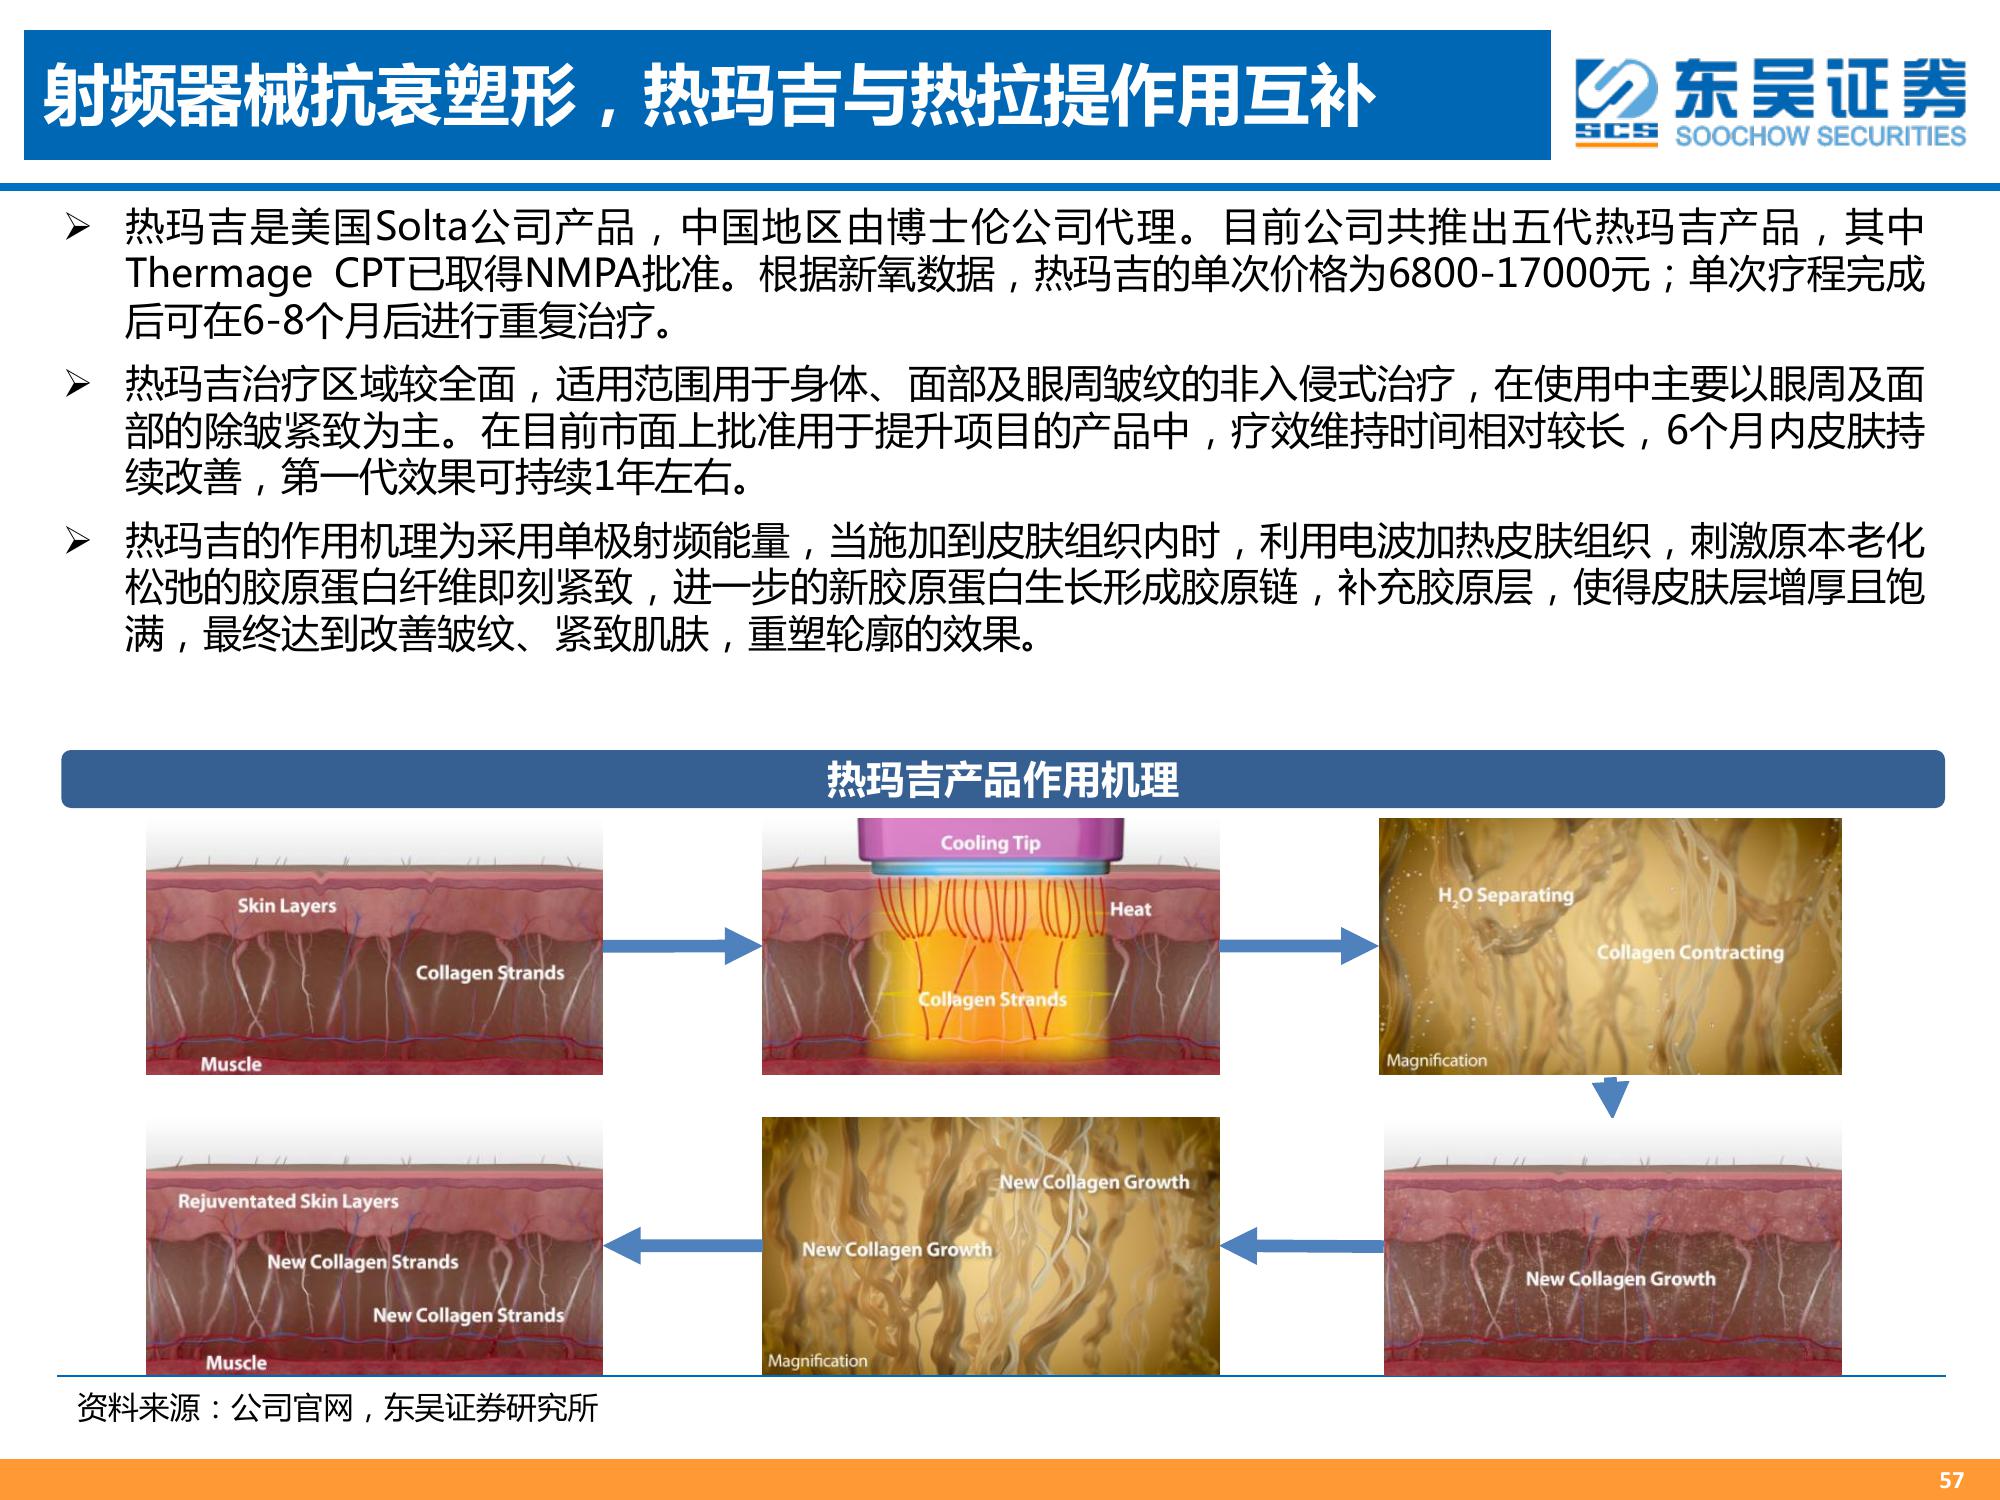 射频器械抗衰塑形，热玛吉与热拉提作用互补
SCS
东吴证券
SOOCHOW SECURITIES
➢ 热玛吉是美国Solta公司产品，中国地区由博士伦公司代理。目前公司共推出五代热玛吉产品，其中
Thermage CPT已取得NMPA批准。根据新氧数据，热玛吉的单次价格为6800-17000元；单次疗程完成
后可在6-8个月后进行重复治疗。
➢ 热玛吉治疗区域较全面，适用范围用于身体、面部及眼周皱纹的非入侵式治疗，在使用中主要以眼周及面
部的除皱紧致为主。在目前市面上批准用于提升项目的产品中，疗效维持时间相对较长，6个月内皮肤持
续改善，第一代效果可持续1年左右。
➢ 热玛吉的作用机理为采用单极射频能量，当施加到皮肤组织内时，利用电波加热皮肤组织，刺激原本老化
松弛的胶原蛋白纤维即刻紧致，进一步的新胶原蛋白生长形成胶原链，补充胶原层，使得皮肤层增厚且饱
满，最终达到改善皱纹、紧致肌肤，重塑轮廓的效果。
热玛吉产品作用机理
Skin Layers
Collagen Strands
Muscle
Cooling Tip
Heat
Collagen Strands
H₂O Separating
Collagen Contracting
Magnification
Rejuventated Skin Layers
New Collagen Strands
New Collagen Strands
Muscle
New Collagen Growth
New Collagen Growth
Magnification
New Collagen Growth
资料来源：公司官网，东吴证券研究所
57